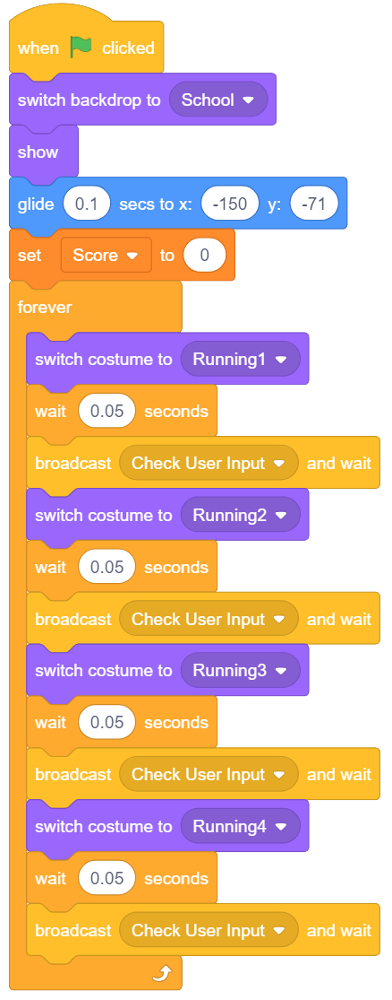 when clicked
switch backdrop to School
show
glide 0.1 secs to x: -150 y: -71
set Score to 0
forever
switch costume to Running1
wait 0.05 seconds
broadcast Check User Input and wait
switch costume to Running2
wait 0.05 seconds
broadcast Check User Input and wait
switch costume to Running3
wait 0.05 seconds
broadcast Check User Input and wait
switch costume to Running4
wait 0.05 seconds
broadcast Check User Input and wait